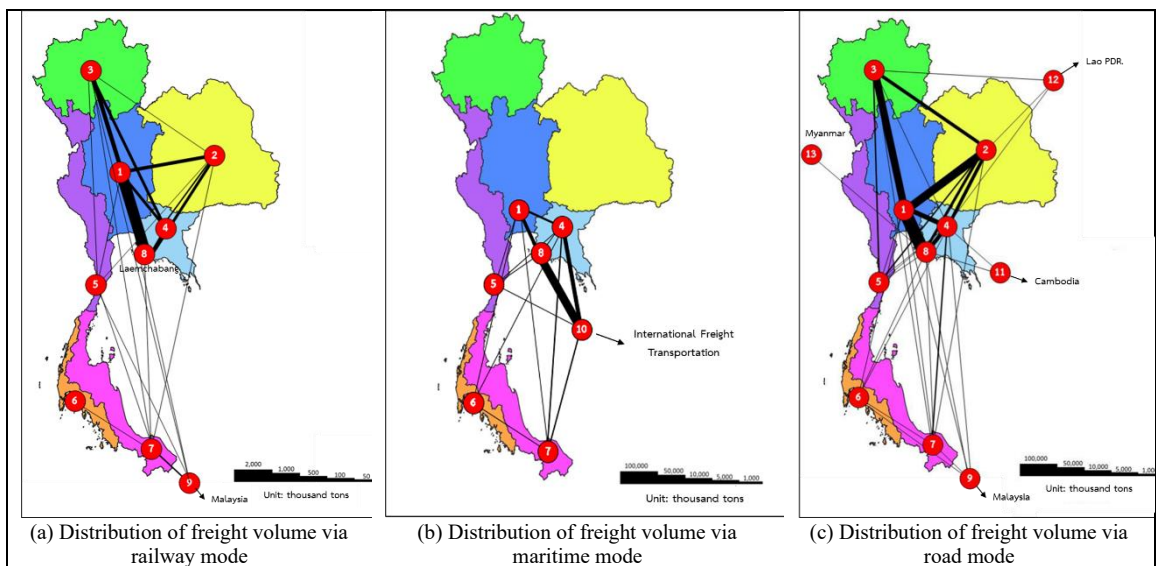 3
2
1
4
8
Laemchabang
5
6
7
9
Malaysia
2,000 1,000 500 100 50
Unit: thousand tons
(a) Distribution of freight volume via
railway mode
1
4
8
5
10
International Freight
Transportation
6
7
100,000 50,000 10,000 5,000 1,000
Unit: thousand tons
(b) Distribution of freight volume via
maritime mode
Lao PDR.
3
12
Myanmar
13
2
1
4
8
11
Cambodia
5
6
7
9
Malaysia
100,000 50,000 10,000 5,000 1,000
Unit: thousand tons
(c) Distribution of freight volume via
road mode